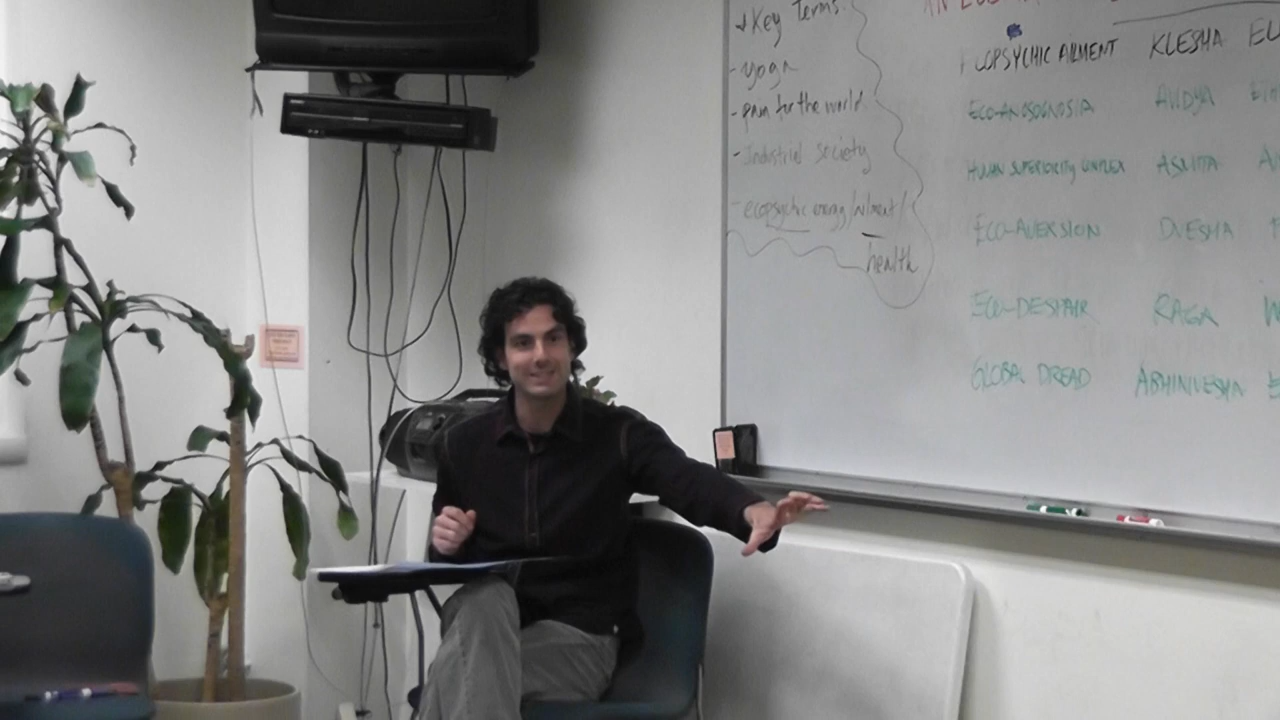 Key Terms:
- yoga
- pain for the world
- Industrial Society
- ecopsychic energy/ailment/
health
AN
ECOPSYCHIC AILMENT KLESHA
ECO-ANOSOGNOSIA AVIDYA
HUMAN SUPERIORITY COMPLEX ASMITA
ECO-AVERSION DVESHA
ECO-DESPAIR RAGA
GLOBAL DREAD ABHINIVESHA